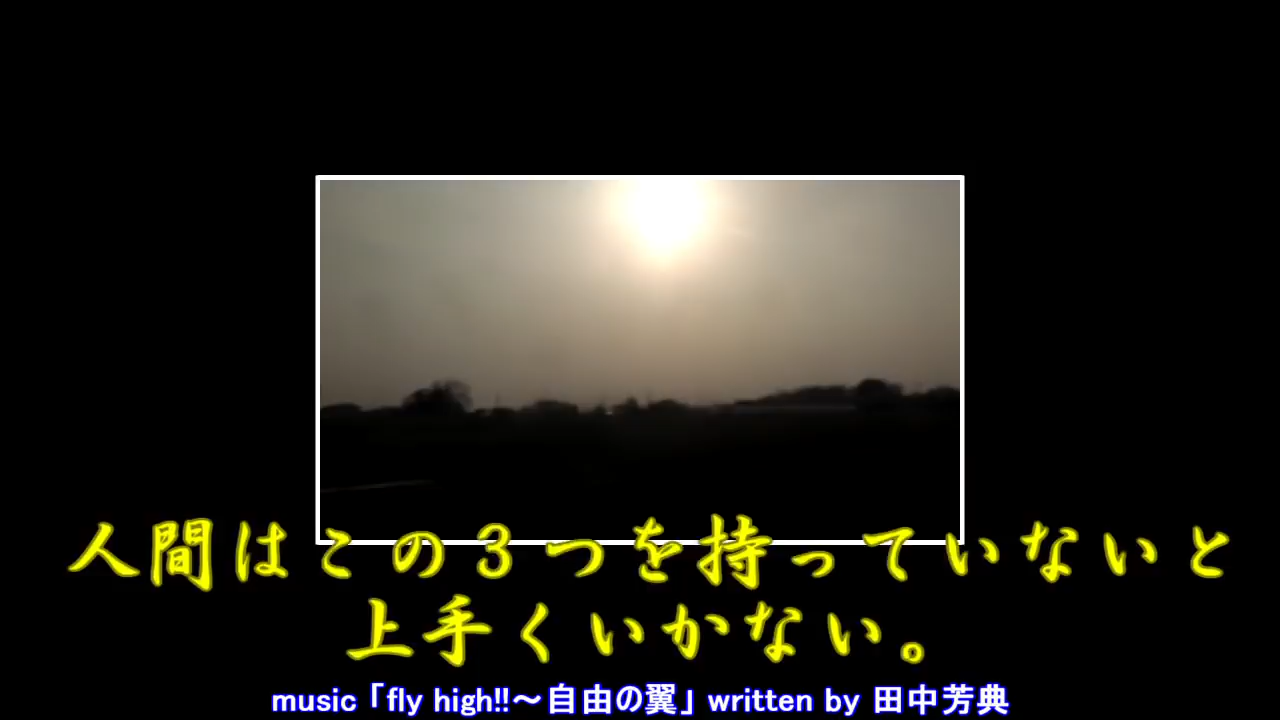 人間はこの３つを持っていないと
上手くいかない。
music「fly high!!～自由の翼」written by 田中芳典